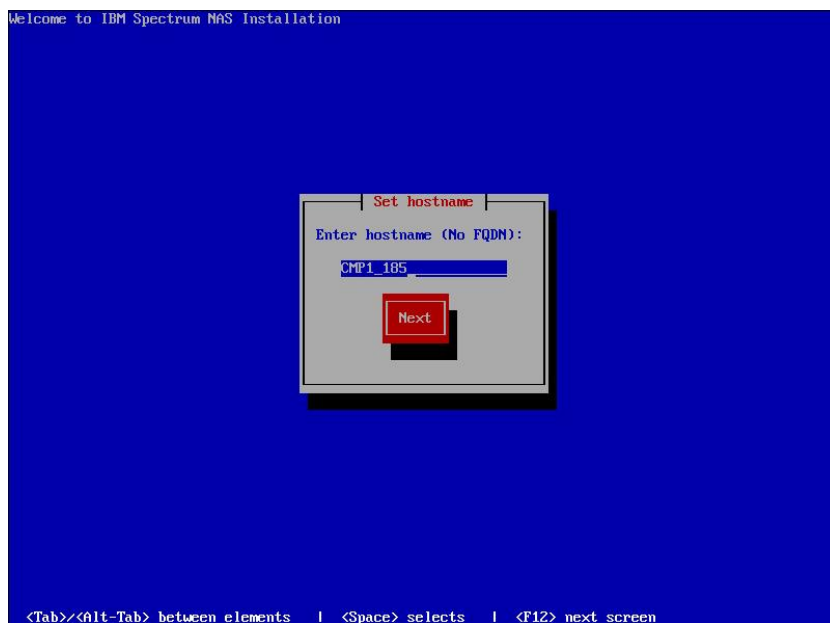 Welcome to IBM Spectrum NAS Installation
Set hostname
Enter hostname (No FQDN):
CMP1_185_____________
Next
<Tab>/<Alt-Tab> between elements | <Space> selects | <F12> next screen